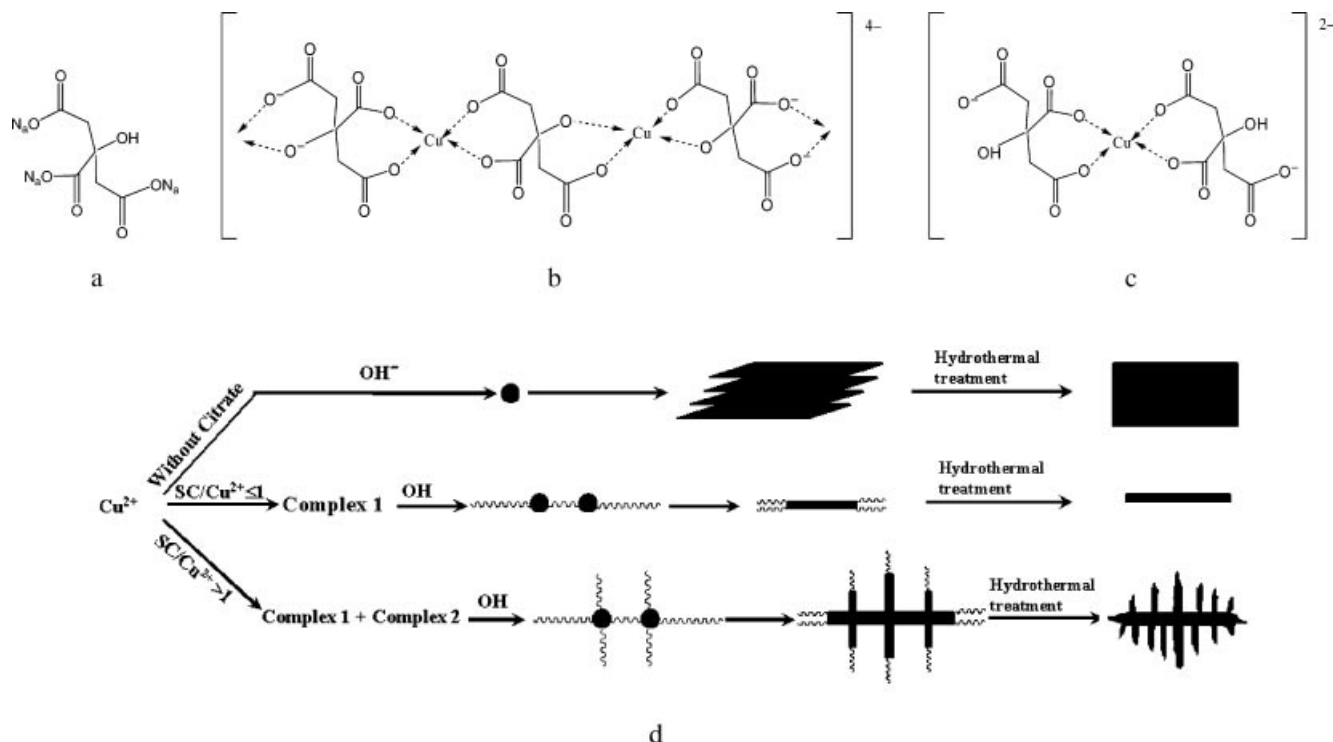 4–
2–
O
O
O
O
O
O
O
O
NaO
O⁻
O
O
O
O
O
O⁻
O⁻
O
O
OH
O
Cu
Cu
Cu
OH
NaO
O⁻
O
O
O
O
O
O⁻
OH
O
O
O⁻
ONa
O
O
O
O
O
O
O
O
a
b
c
OH⁻
Hydrothermal
treatment
Without Citrate
Cu²⁺
SC/Cu²⁺≤1
Complex 1
OH
Hydrothermal
treatment
SC/Cu²⁺>1
Complex 1 + Complex 2
OH
Hydrothermal
treatment
d